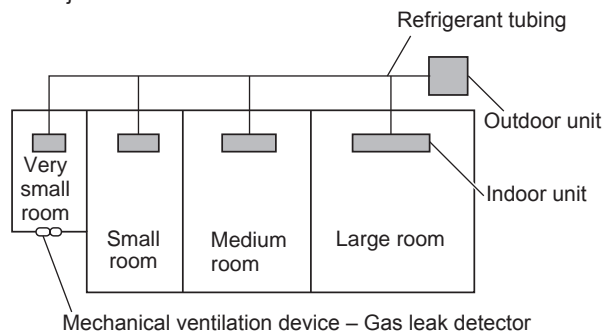 Refrigerant tubing
Outdoor unit
Indoor unit
Very
small
room
Small
room
Medium
room
Large room
Mechanical ventilation device – Gas leak detector